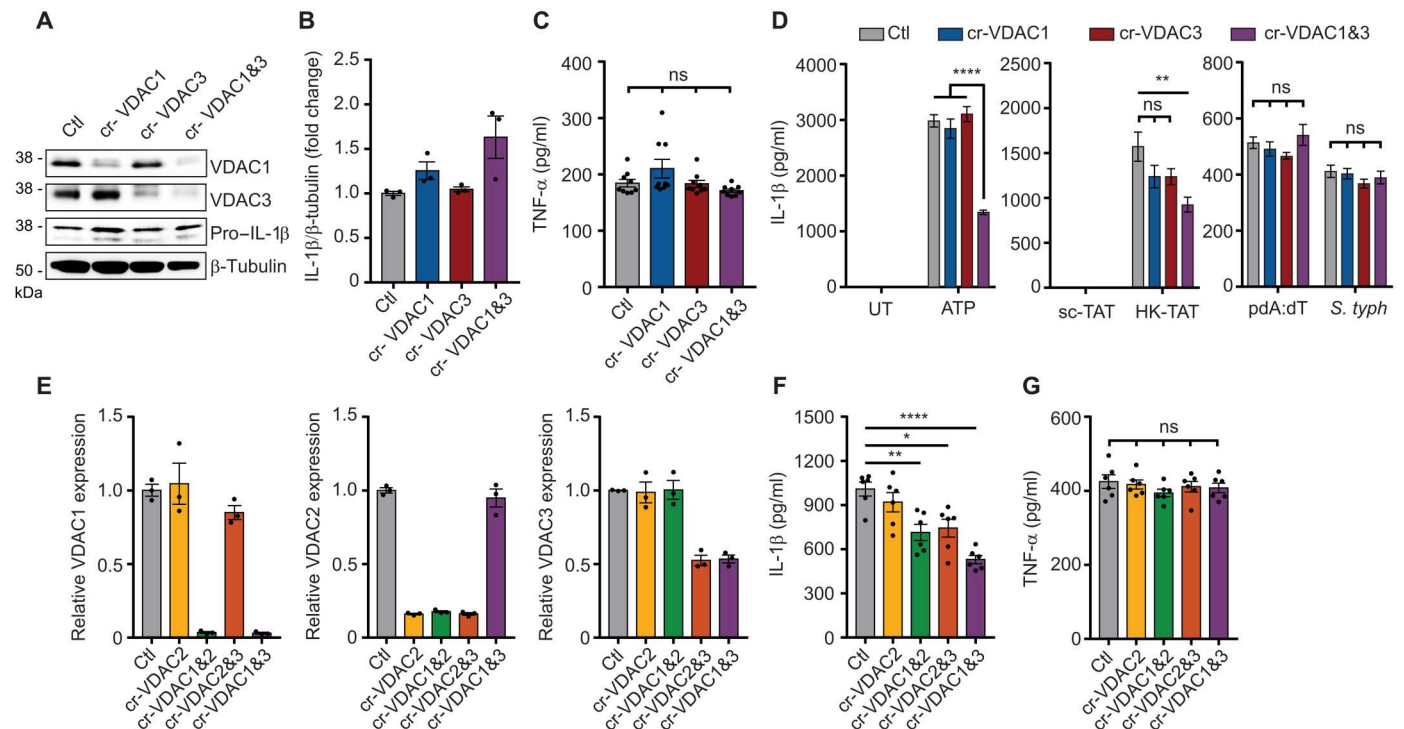 A
Ctl
cr- VDAC1
cr- VDAC3
cr- VDAC1&3
38 -
VDAC1
38 -
VDAC3
38 -
Pro–IL-1β
50 -
β-Tubulin
kDa
B
IL-1β/β-tubulin (fold change)
2.5
2.0
1.5
1.0
0.5
0.0
Ctl
cr- VDAC1
cr- VDAC3
cr- VDAC1&3
C
TNF-α (pg/ml)
400
300
200
100
0
ns
Ctl
cr- VDAC1
cr- VDAC3
cr- VDAC1&3
D
Ctl
cr-VDAC1
cr-VDAC3
cr-VDAC1&3
IL-1β (pg/ml)
4000
3000
2000
1000
0
****
UT
ATP
2500
2000
1500
1000
500
0
**
ns
sc-TAT
HK-TAT
800
600
400
200
0
ns
ns
pdA:dT
S. typh
E
Relative VDAC1 expression
1.5
1.0
0.5
0
Ctl
cr-VDAC2
cr-VDAC1&2
cr-VDAC2&3
cr-VDAC1&3
Relative VDAC2 expression
1.5
1.0
0.5
0
Ctl
cr-VDAC2
cr-VDAC1&2
cr-VDAC2&3
cr-VDAC1&3
Relative VDAC3 expression
1.5
1.0
0.5
0
Ctl
cr-VDAC2
cr-VDAC1&2
cr-VDAC2&3
cr-VDAC1&3
F
IL-1β (pg/ml)
1500
1200
900
600
300
0
****
*
**
Ctl
cr-VDAC2
cr-VDAC1&2
cr-VDAC2&3
cr-VDAC1&3
G
TNF-α (pg/ml)
600
400
200
0
ns
Ctl
cr-VDAC2
cr-VDAC1&2
cr-VDAC2&3
cr-VDAC1&3